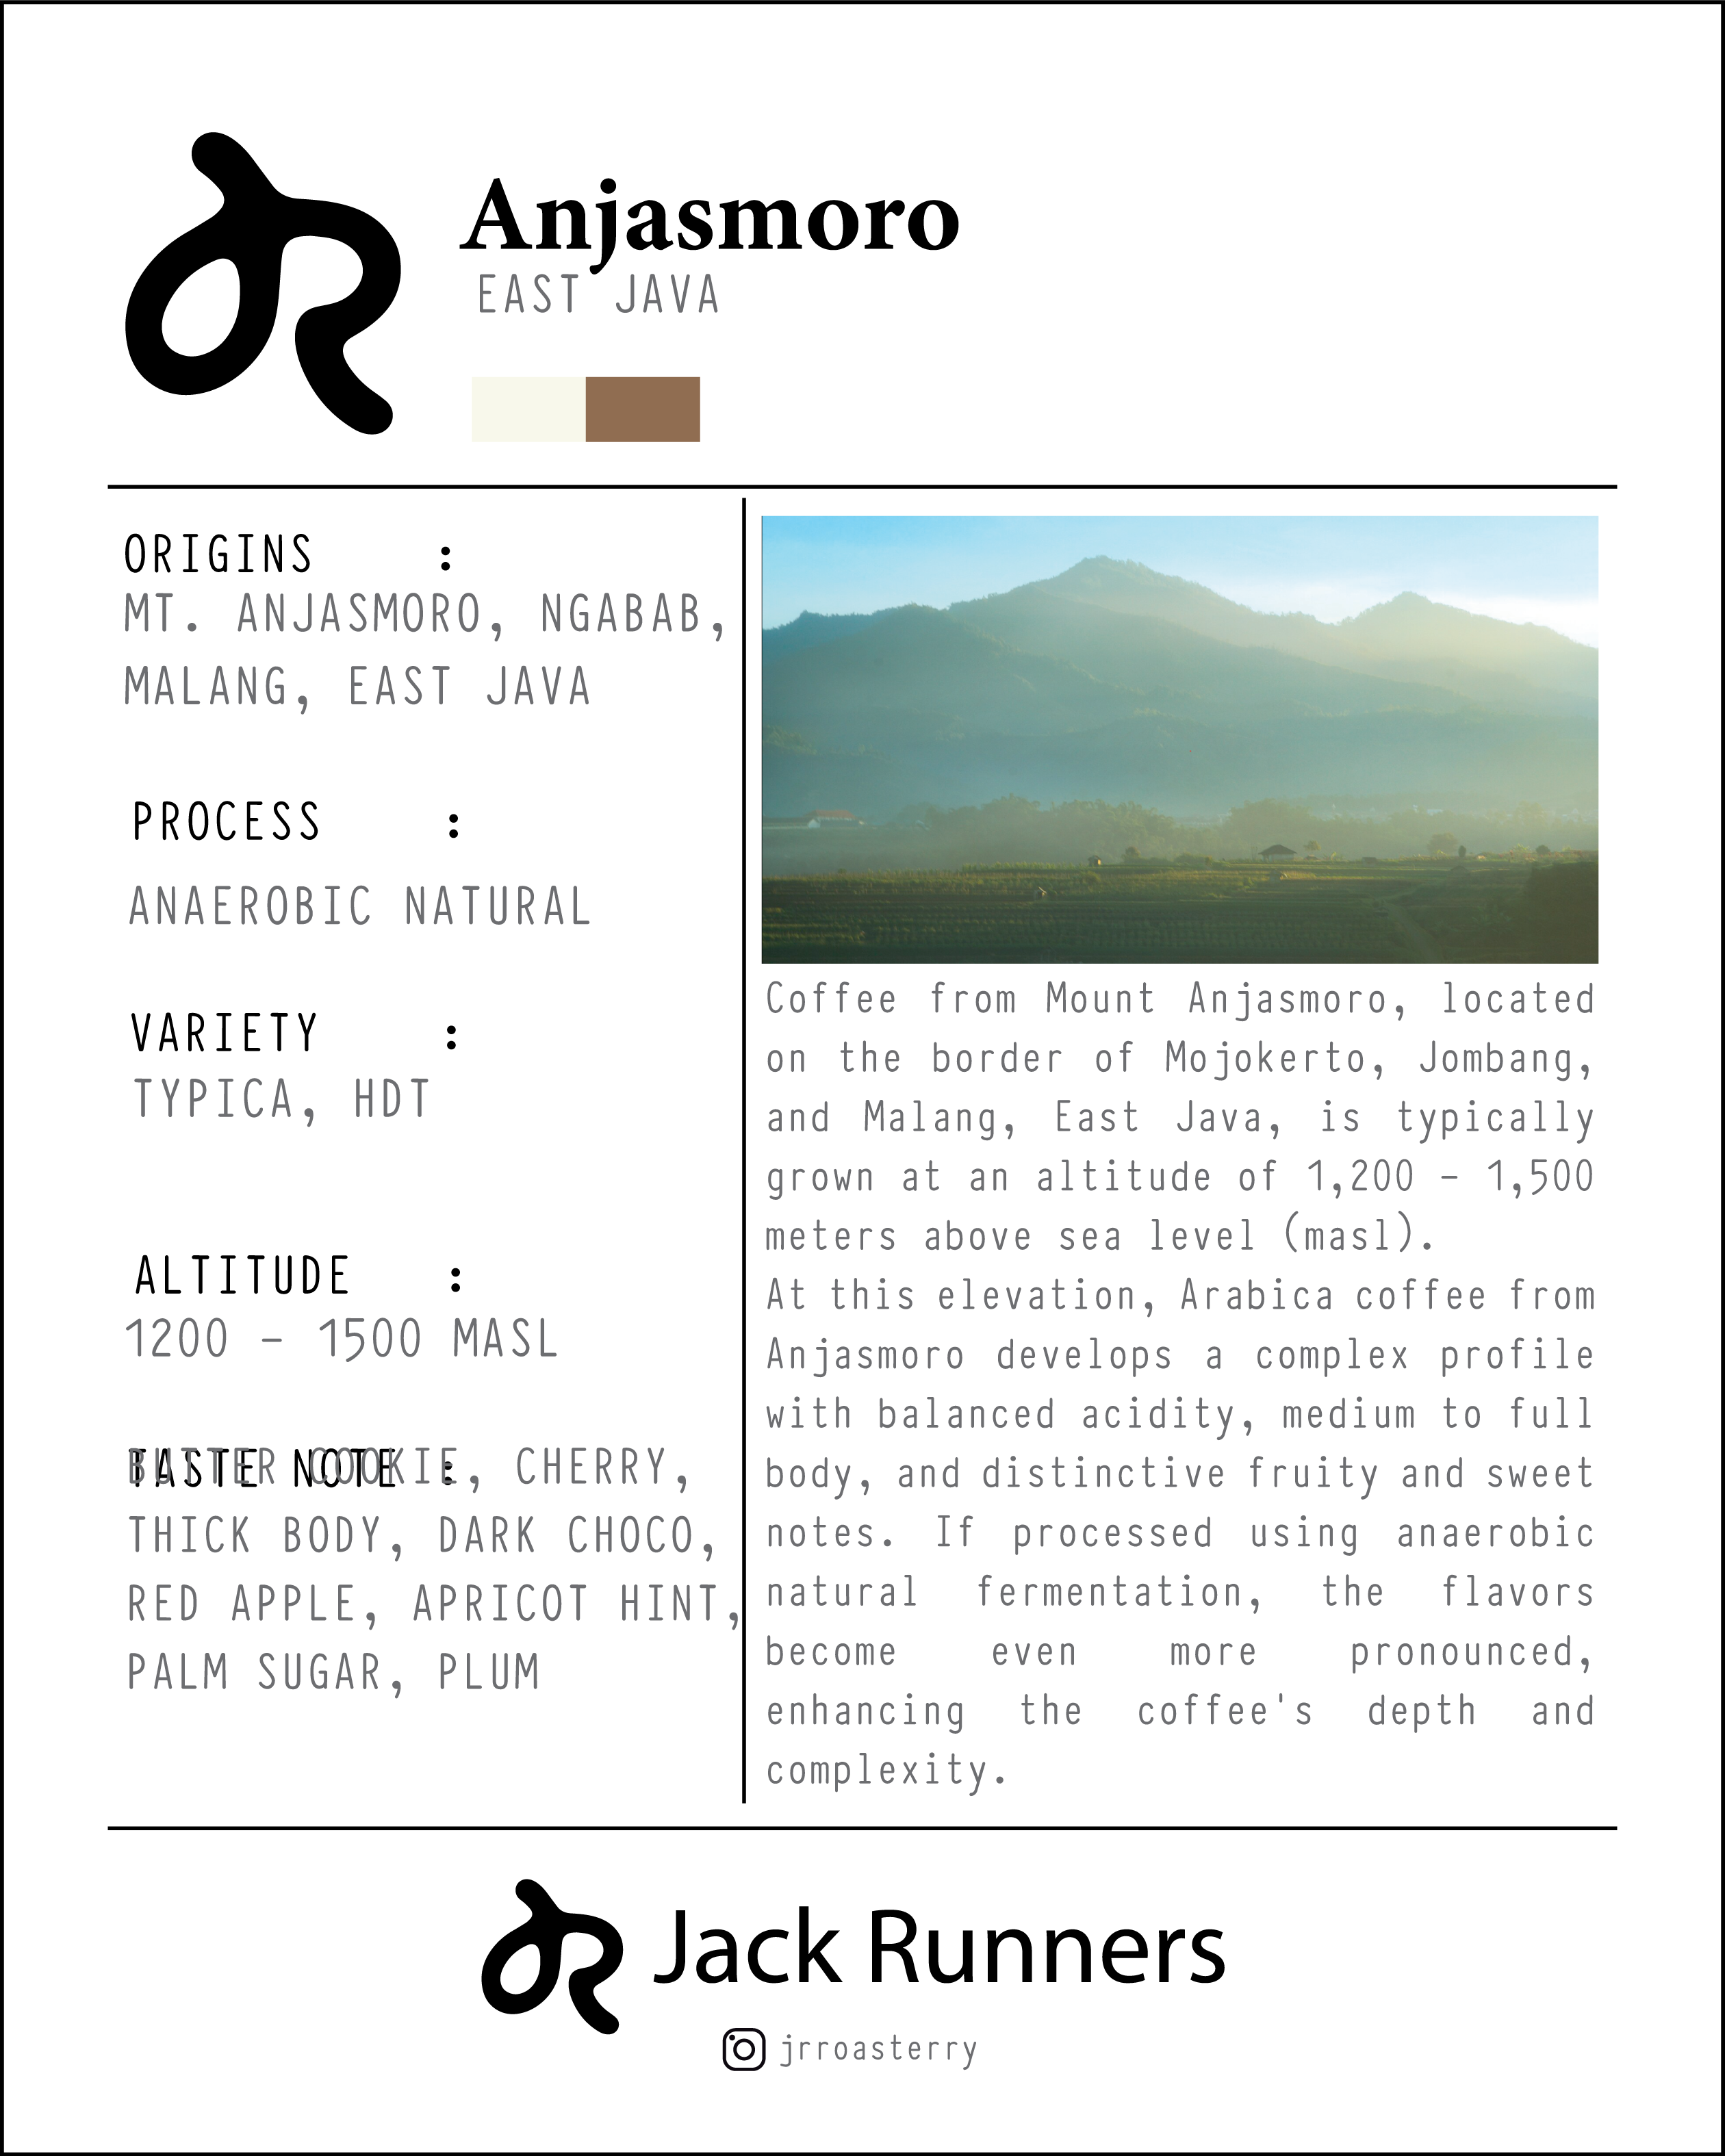 Anjasmoro
EAST JAVA
ORIGINS :
MT. ANJASMORO, NGABAB,
MALANG, EAST JAVA
PROCESS :
ANAEROBIC NATURAL
VARIETY :
TYPICA, HDT
ALTITUDE :
1200 - 1500 MASL
TASTE NOTE :
BUTTER COOKIE, CHERRY,
THICK BODY, DARK CHOCO,
RED APPLE, APRICOT HINT,
PALM SUGAR, PLUM
Coffee from Mount Anjasmoro, located
on the border of Mojokerto, Jombang,
and Malang, East Java, is typically
grown at an altitude of 1,200 - 1,500
meters above sea level (masl).
At this elevation, Arabica coffee from
Anjasmoro develops a complex profile
with balanced acidity, medium to full
body, and distinctive fruity and sweet
notes. If processed using anaerobic
natural fermentation, the flavors
become even more pronounced,
enhancing the coffee's depth and
complexity.
Jack Runners
jrroasterry